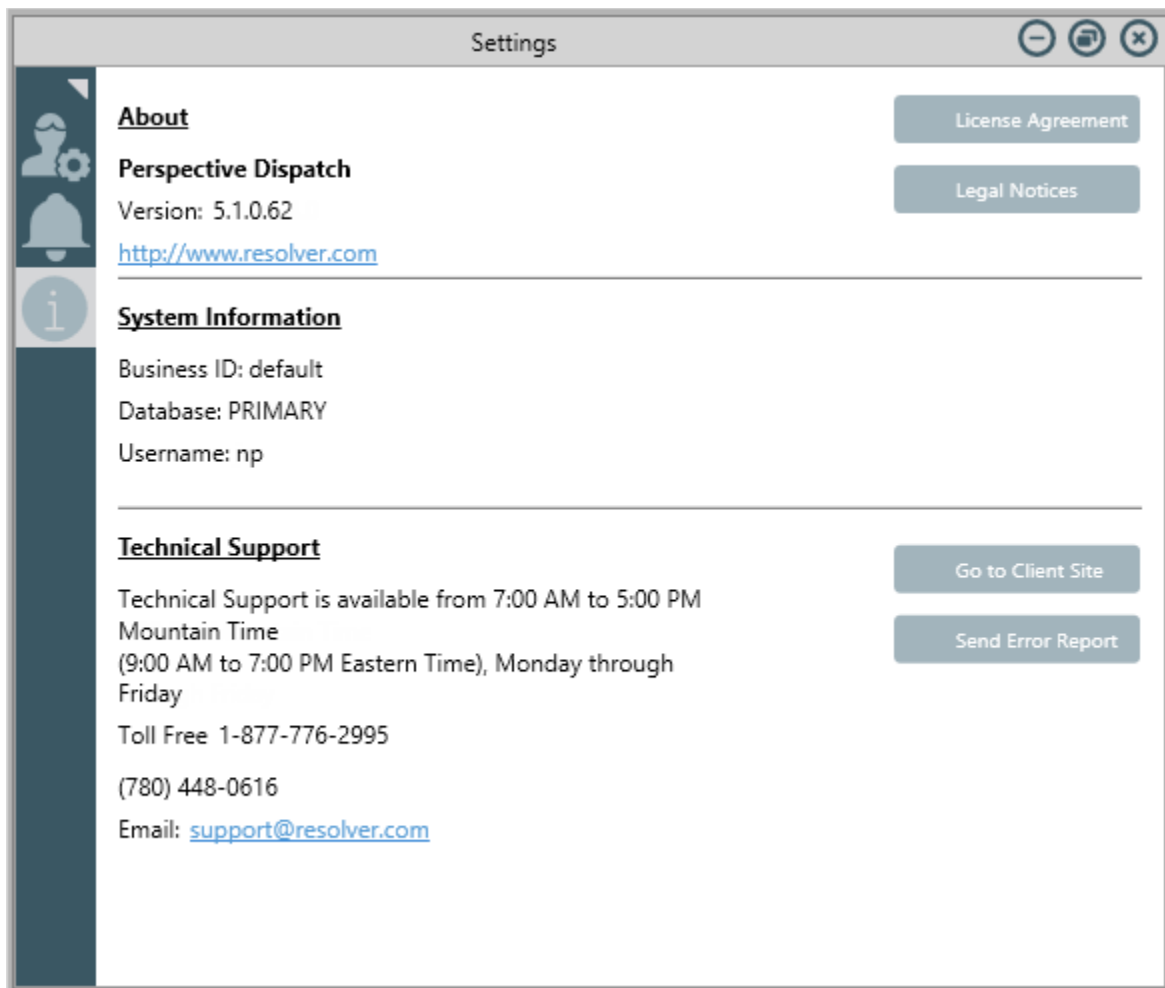 Settings
About
License Agreement
Perspective Dispatch
Legal Notices
Version: 5.1.0.62
http://www.resolver.com
System Information
Business ID: default
Database: PRIMARY
Username: np
Technical Support
Go to Client Site
Technical Support is available from 7:00 AM to 5:00 PM
Mountain Time
(9:00 AM to 7:00 PM Eastern Time), Monday through
Friday
Send Error Report
Toll Free 1-877-776-2995
(780) 448-0616
Email: support@resolver.com